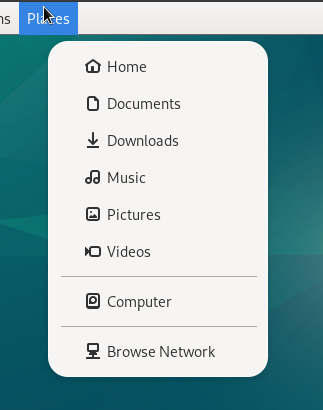 Places
Home
Documents
Downloads
Music
Pictures
Videos
Computer
Browse Network